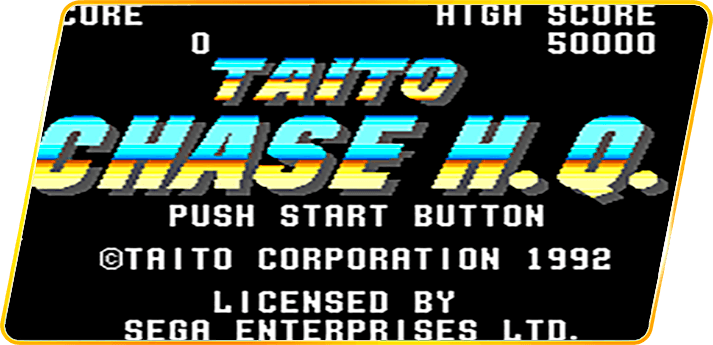 CORE HIGH SCORE
0 50000
TAITO
CHASE H.Q.
PUSH START BUTTON
©TAITO CORPORATION 1992
LICENSED BY
SEGA ENTERPRISES LTD.